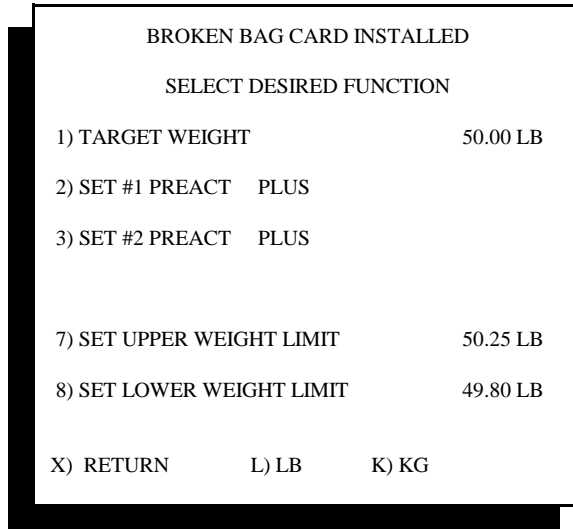 BROKEN BAG CARD INSTALLED
SELECT DESIRED FUNCTION
1) TARGET WEIGHT 50.00 LB
2) SET #1 PREACT PLUS
3) SET #2 PREACT PLUS
7) SET UPPER WEIGHT LIMIT 50.25 LB
8) SET LOWER WEIGHT LIMIT 49.80 LB
X) RETURN L) LB K) KG